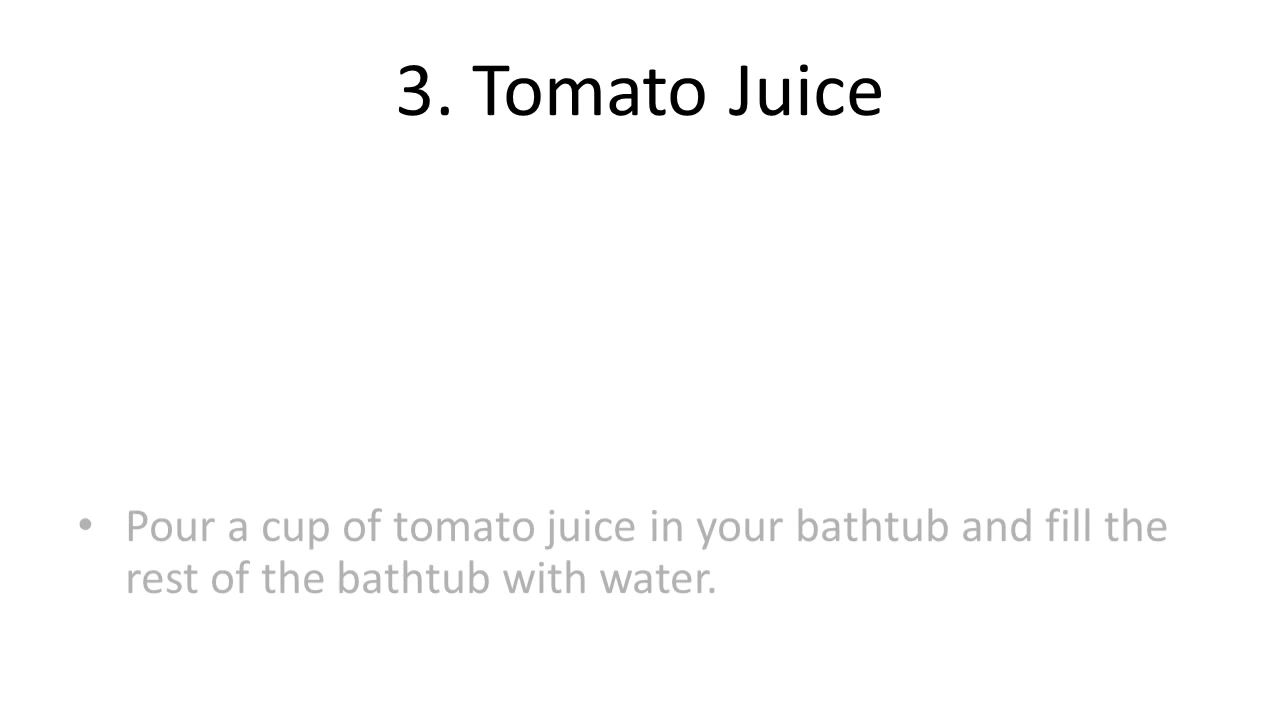 3. Tomato Juice
• Pour a cup of tomato juice in your bathtub and fill the
rest of the bathtub with water.